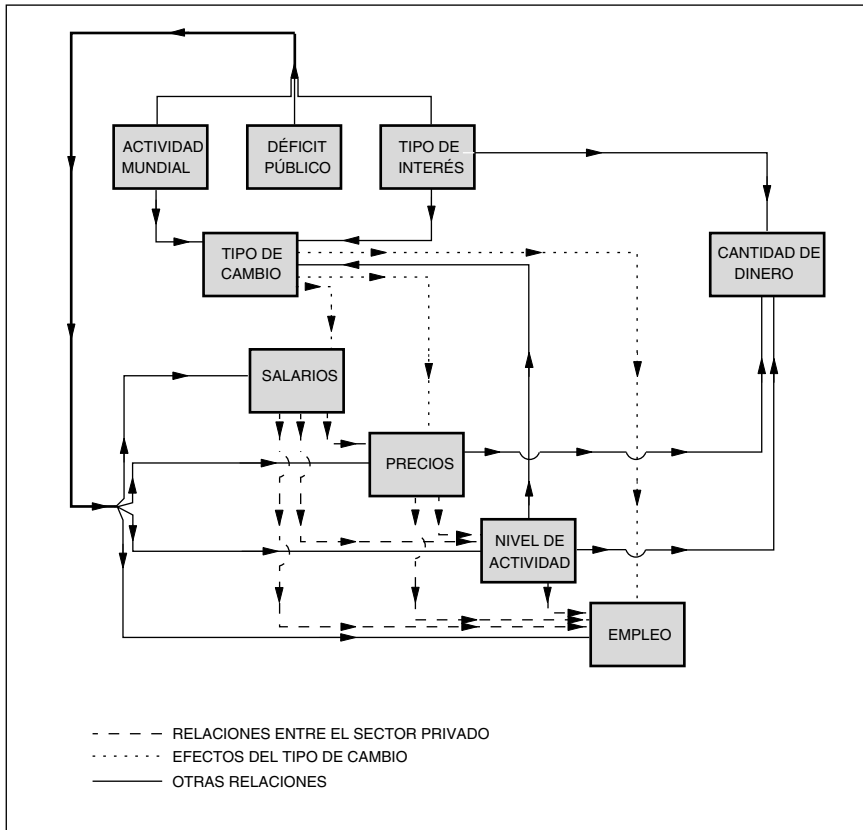 ACTIVIDAD
MUNDIAL
DÉFICIT
PÚBLICO
TIPO DE
INTERÉS
TIPO DE
CAMBIO
CANTIDAD DE
DINERO
SALARIOS
PRECIOS
NIVEL DE
ACTIVIDAD
EMPLEO
RELACIONES ENTRE EL SECTOR PRIVADO
EFECTOS DEL TIPO DE CAMBIO
OTRAS RELACIONES